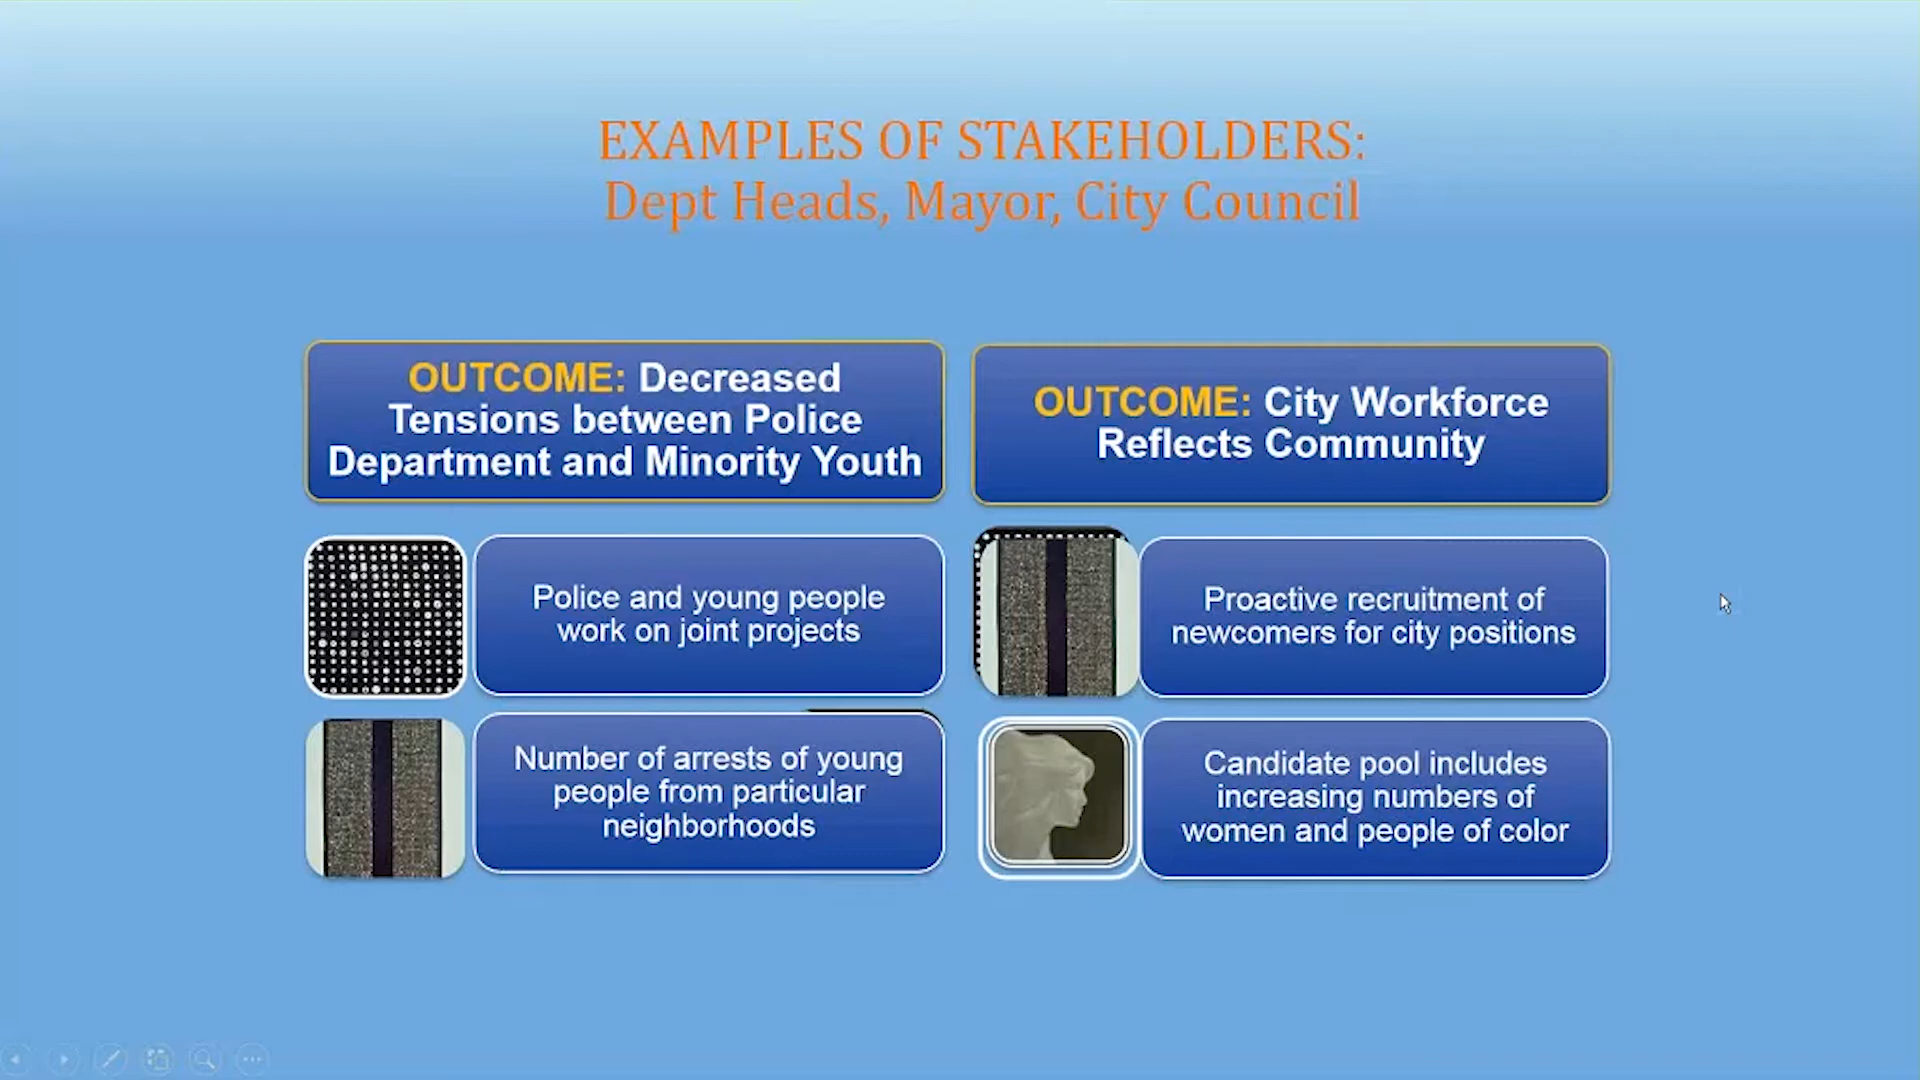 EXAMPLES OF STAKEHOLDERS:
Dept Heads, Mayor, City Council
OUTCOME: Decreased
Tensions between Police
Department and Minority Youth
Police and young people
work on joint projects
Number of arrests of young
people from particular
neighborhoods
OUTCOME: City Workforce
Reflects Community
Proactive recruitment of
newcomers for city positions
Candidate pool includes
increasing numbers of
women and people of color